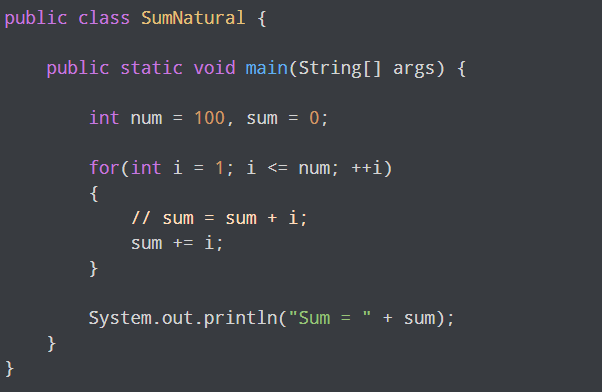 public class SumNatural {
public static void main(String[] args) {
int num = 100, sum = 0;
for(int i = 1; i <= num; ++i)
{
// sum = sum + i;
sum += i;
}
System.out.println("Sum = " + sum);
}
}